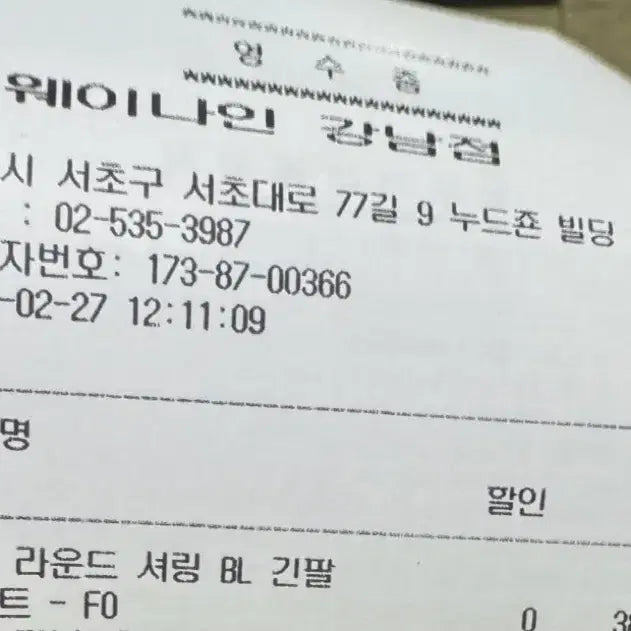 영 수 증
웨이나인 강남점
시 서초구 서초대로 77길 9 누드죤 빌딩
: 02-535-3987
자번호: 173-87-00366
-02-27 12:11:09
명
할인
라운드 셔링 BL 긴팔
트 - FO
0